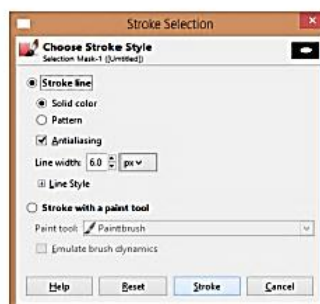 Stroke Selection
Choose Stroke Style
Selection Mask-1 ([Untitled])
Stroke line
Solid color
Pattern
Antialiasing
Line width: 6.0 px
Line Style
Stroke with a paint tool
Paint tool: Paintbrush
Emulate brush dynamics
Help Reset Stroke Cancel